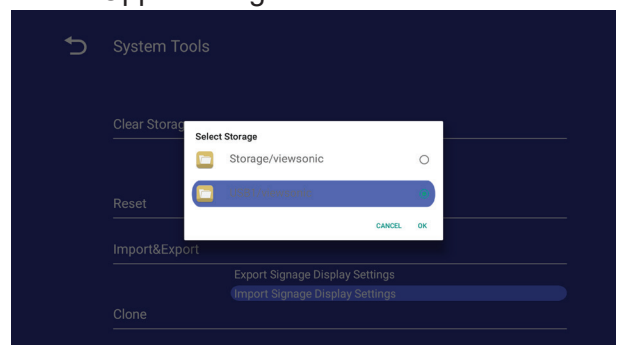 System Tools
Clear Storag
Select Storage
Storage/viewsonic
CANCEL OK
Reset
Import&Export
Export Signage Display Settings
Import Signage Display Settings
Clone